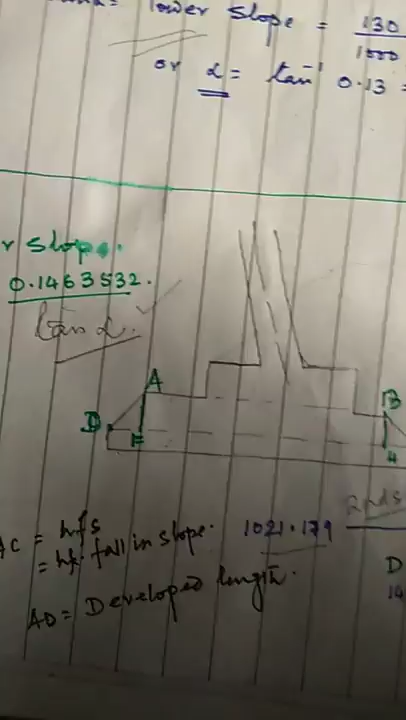 lower slope = 130
1000
or α = tan⁻¹ 0.13 =
r slope.
0.1463532.
tan α.
A
B
D
F
H
AC = hfs
= hf. fall in slope. 1021.179
AD = Developed length.
D
14